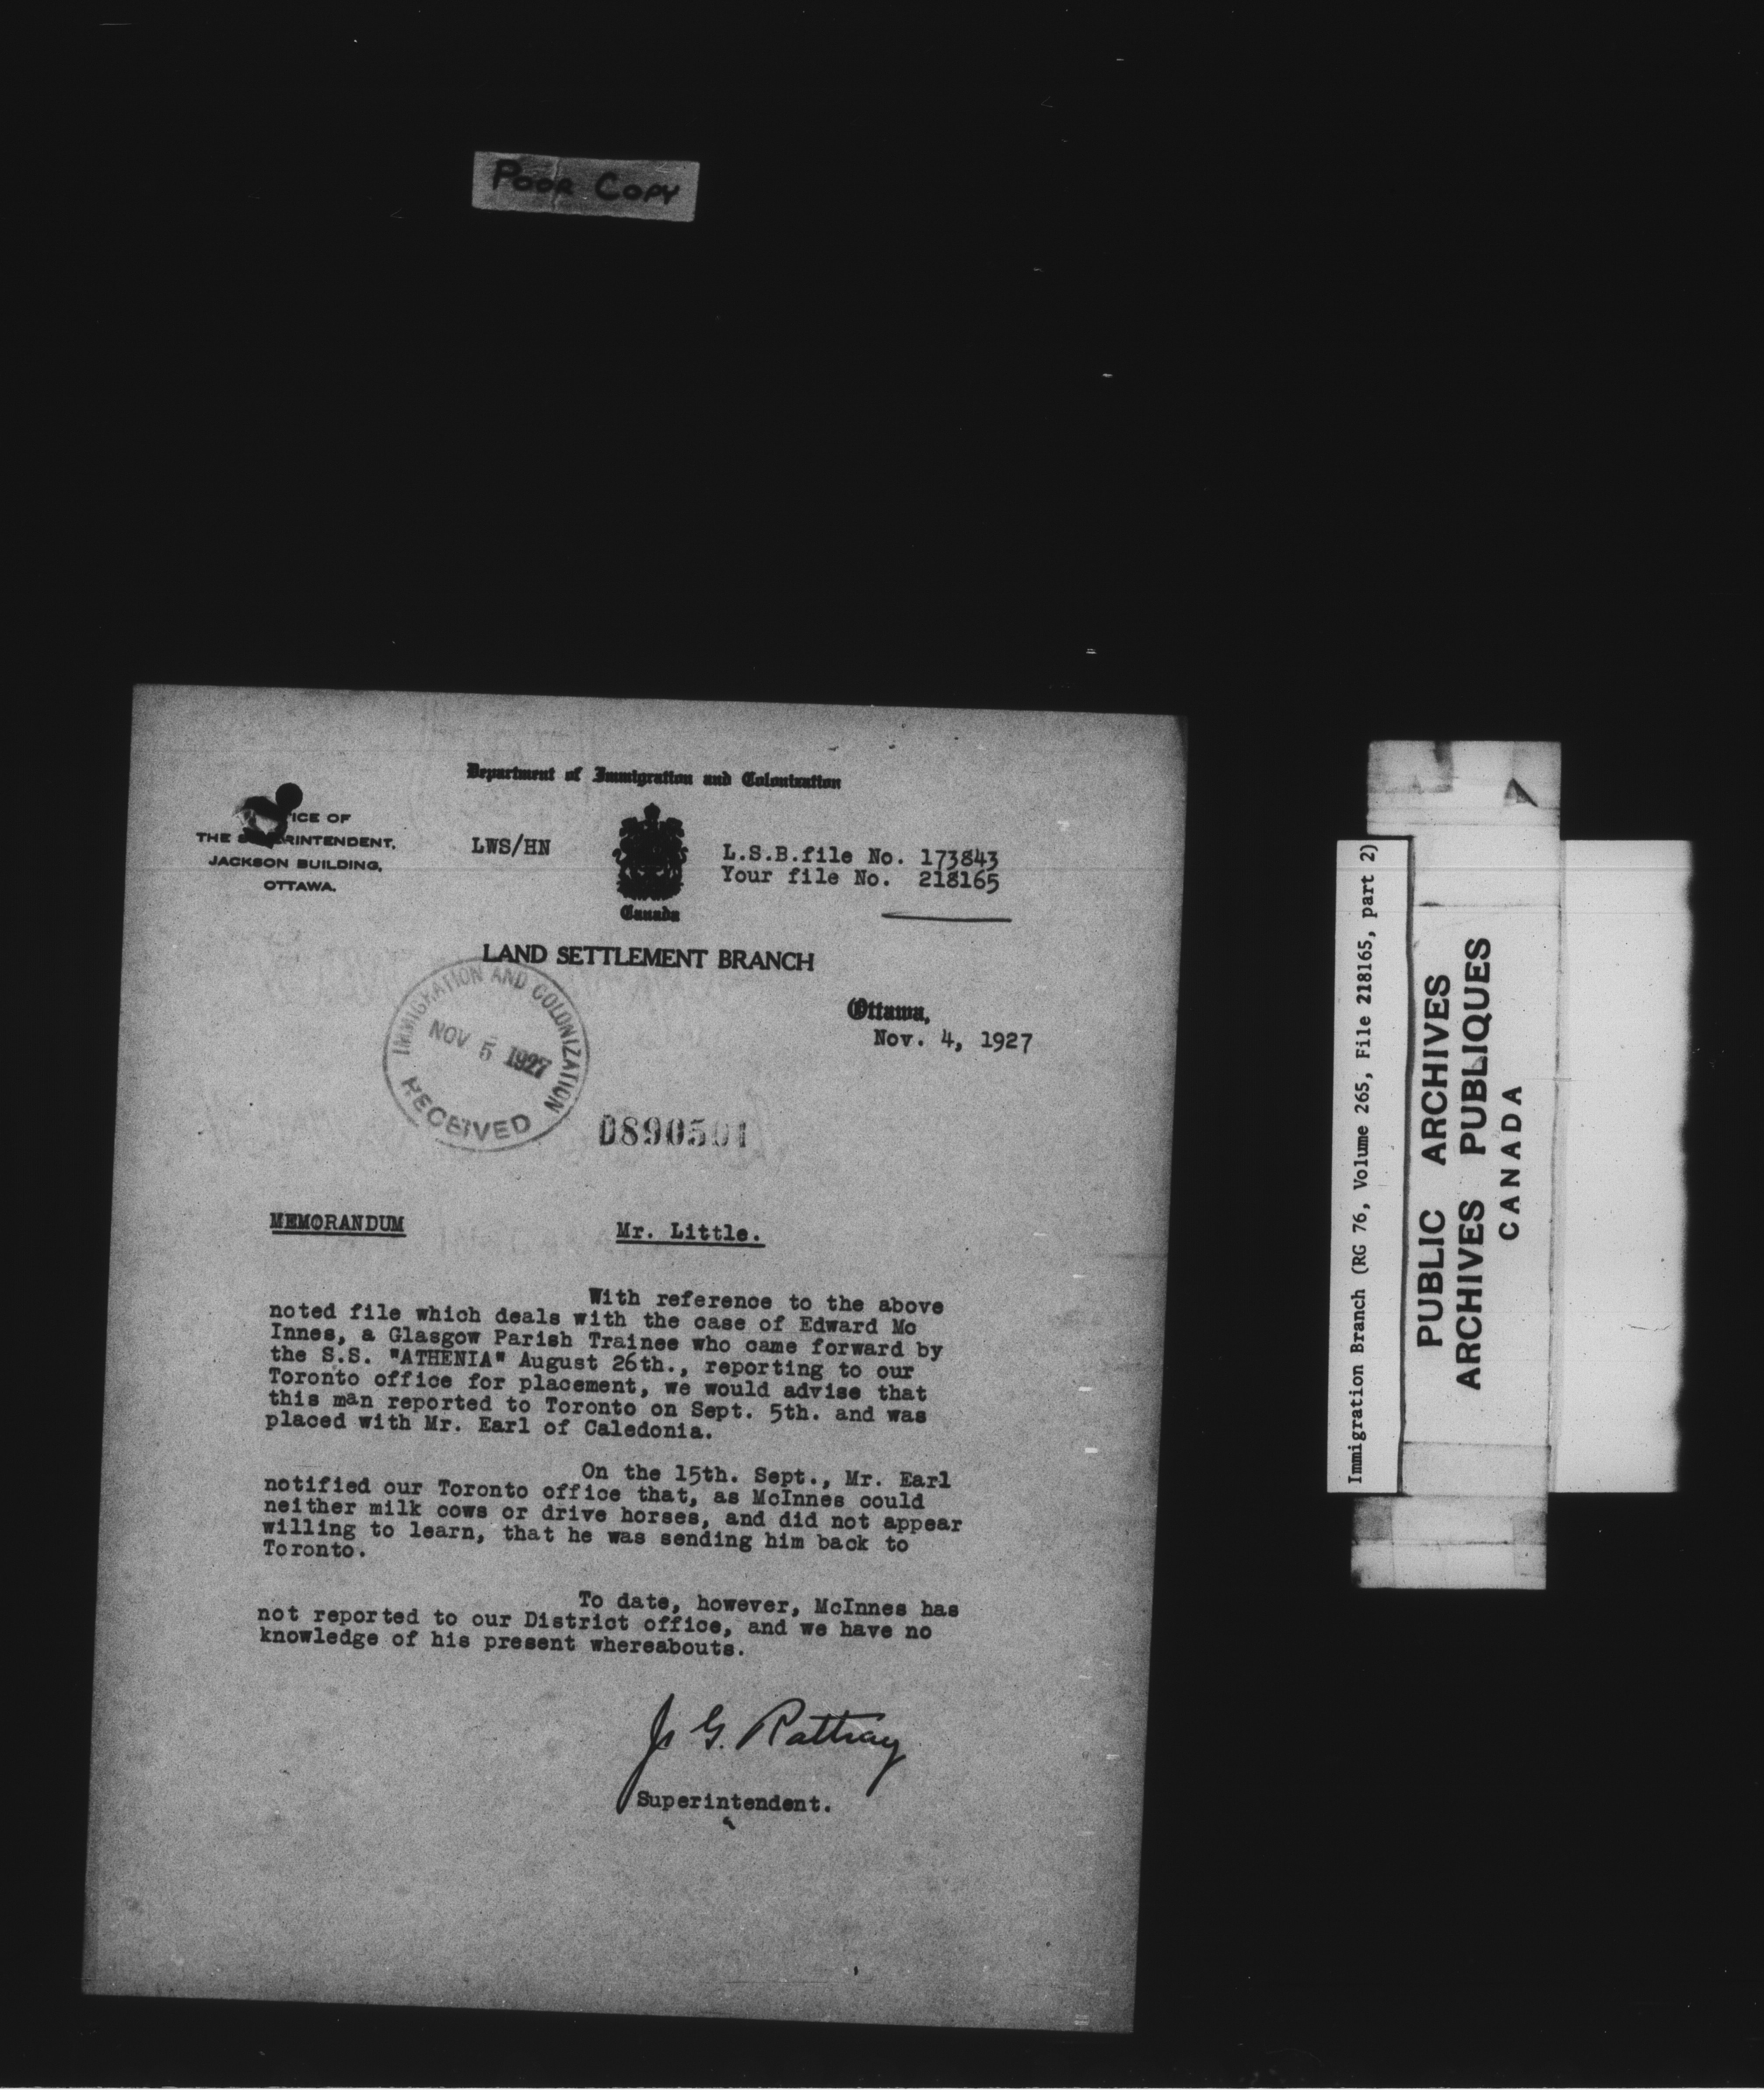 Poor Copy
Department of Immigration and Colonization
ICE OF
THE S RINTENDENT,
JACKSON BUILDING,
OTTAWA.
LWS/HN
L.S.B.file No. 173843
Your file No. 218165
Canada
LAND SETTLEMENT BRANCH
IMMIGRATION AND COLONIZATION
NOV 5 1927
RECEIVED
Ottawa,
Nov. 4, 1927
D890501
MEMORANDUM
Mr. Little.
With reference to the above
noted file which deals with the case of Edward Mc
Innes, a Glasgow Parish Trainee who came forward by
the S.S. "ATHENIA" August 26th., reporting to our
Toronto office for placement, we would advise that
this man reported to Toronto on Sept. 5th. and was
placed with Mr. Earl of Caledonia.
On the 15th. Sept., Mr. Earl
notified our Toronto office that, as McInnes could
neither milk cows or drive horses, and did not appear
willing to learn, that he was sending him back to
Toronto.
To date, however, McInnes has
not reported to our District office, and we have no
knowledge of his present whereabouts.
J. G. Rattray
Superintendent.
Immigration Branch (RG 76, Volume 265, File 218165, part 2)
PUBLIC ARCHIVES
ARCHIVES PUBLIQUES
CANADA